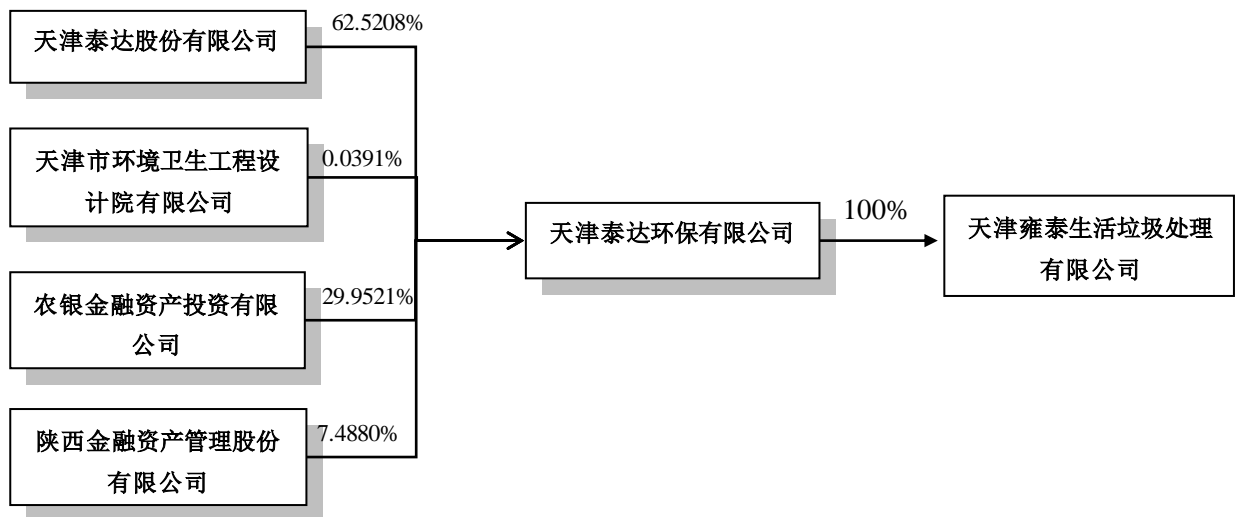 天津泰达股份有限公司
62.5208%
天津市环境卫生工程设
计院有限公司
0.0391%
农银金融资产投资有限
公司
29.9521%
陕西金融资产管理股份
有限公司
7.4880%
天津泰达环保有限公司
100%
天津雍泰生活垃圾处理
有限公司